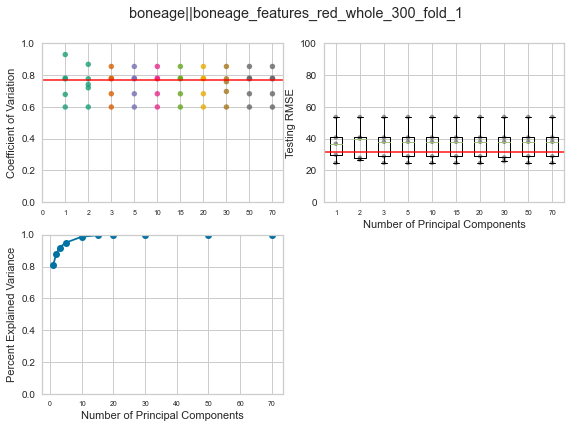 boneage||boneage_features_red_whole_300_fold_1
Coefficient of Variation
1.0
0.8
0.6
0.4
0.2
0.0
0 1 2 3 5 10 15 20 30 50 70
Testing RMSE
100
80
60
40
20
0
1 2 3 5 10 15 20 30 50 70
Number of Principal Components
Percent Explained Variance
1.0
0.8
0.6
0.4
0.2
0.0
0 10 20 30 40 50 60 70
Number of Principal Components